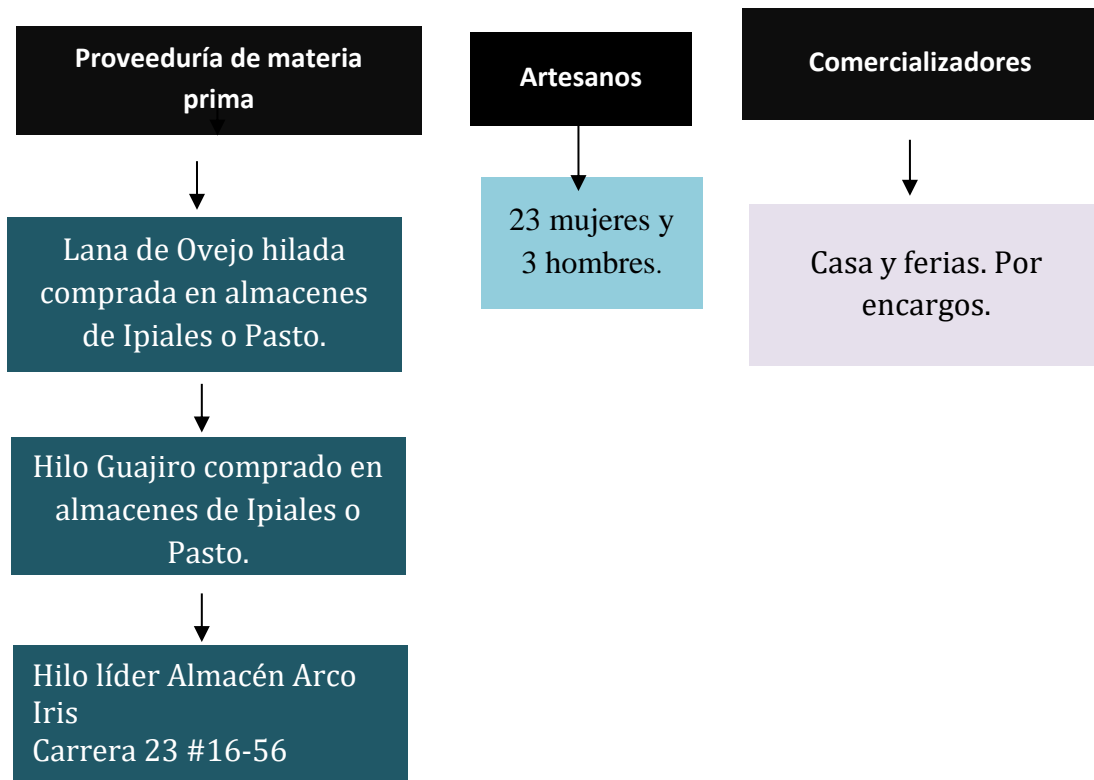 Proveeduría de materia
prima
Lana de Ovejo hilada
comprada en almacenes
de Ipiales o Pasto.
Hilo Guajiro comprado en
almacenes de Ipiales o
Pasto.
Hilo líder Almacén Arco
Iris
Carrera 23 #16-56
Artesanos
23 mujeres y
3 hombres.
Comercializadores
Casa y ferias. Por
encargos.